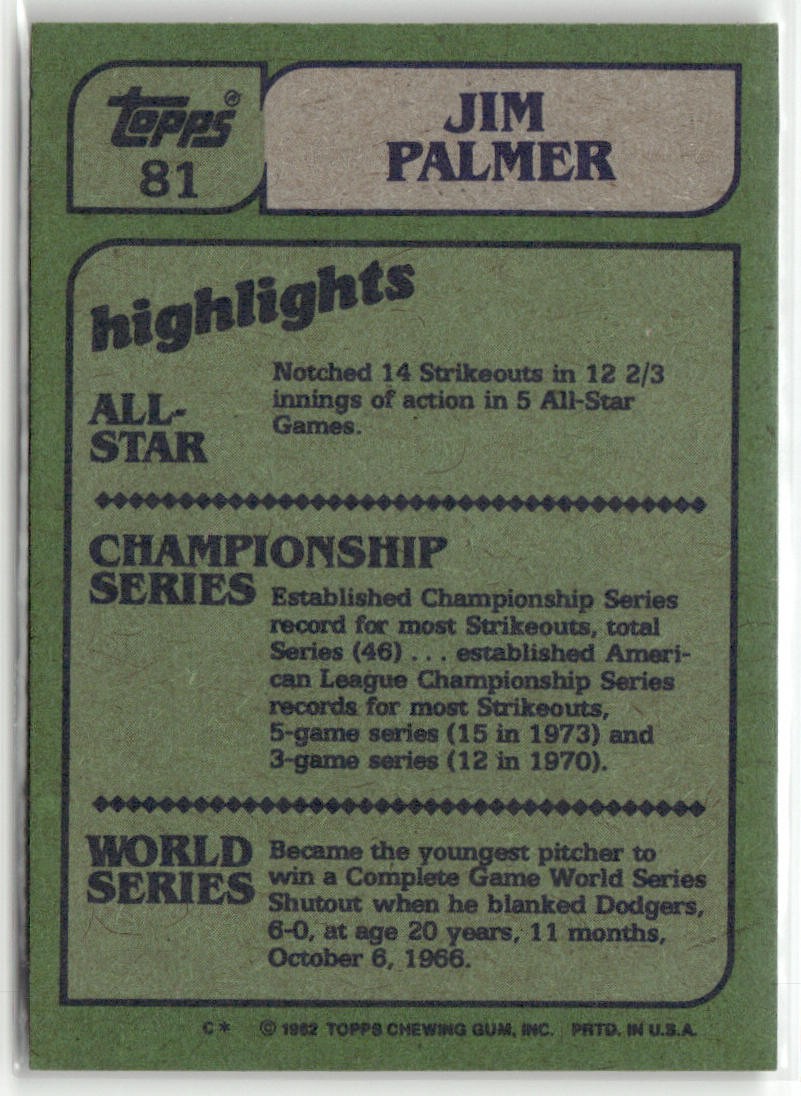 topps®
81
JIM
PALMER
highlights
ALL-
STAR
Notched 14 Strikeouts in 12 2/3
innings of action in 5 All-Star
Games.
CHAMPIONSHIP
SERIES
Established Championship Series
record for most Strikeouts, total
Series (46) . . . established Ameri-
can League Championship Series
records for most Strikeouts,
5-game series (15 in 1973) and
3-game series (12 in 1970).
WORLD
SERIES
Became the youngest pitcher to
win a Complete Game World Series
Shutout when he blanked Dodgers,
6-0, at age 20 years, 11 months,
October 6, 1966.
C* © 1982 TOPPS CHEWING GUM, INC. PRTD. IN U.S.A.